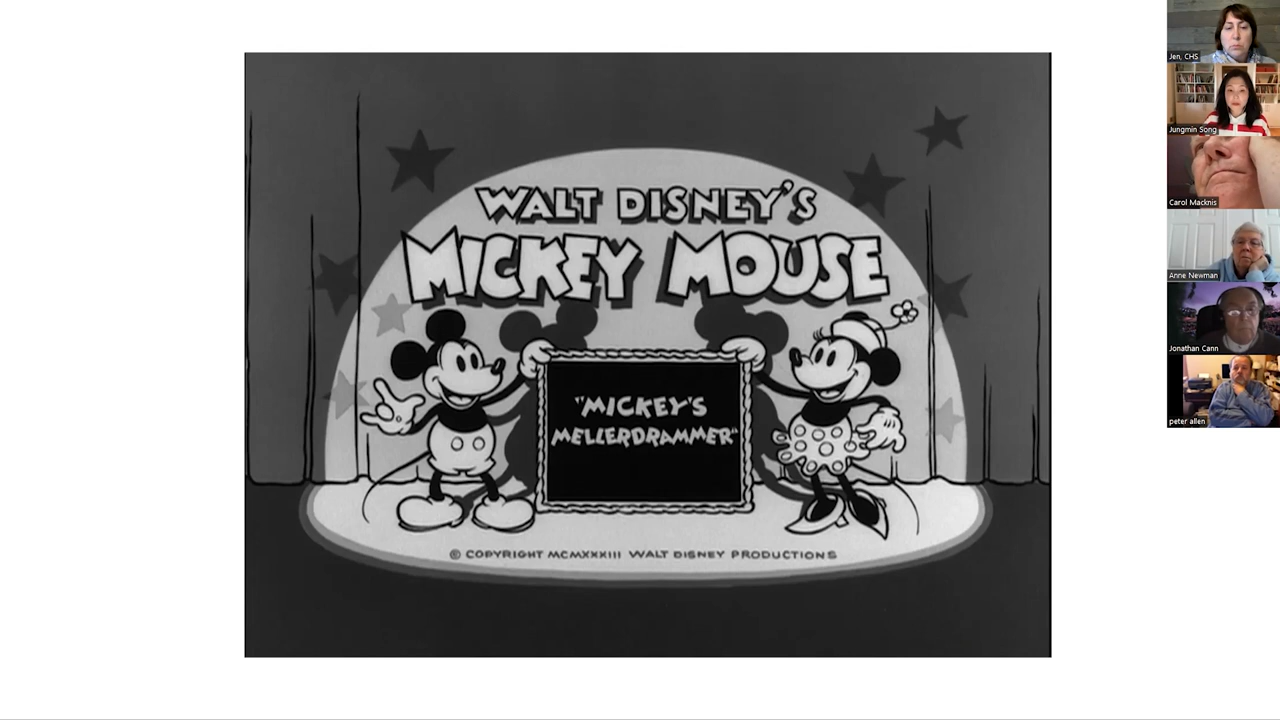 WALT DISNEY'S
MICKEY MOUSE
"MICKEY'S
MELLERDRAMMER"
© COPYRIGHT MCMXXXIII WALT DISNEY PRODUCTIONS
Jen, CHS
Jungmin Song
Carol Macknis
Anne Newman
Jonathan Cann
peter allen